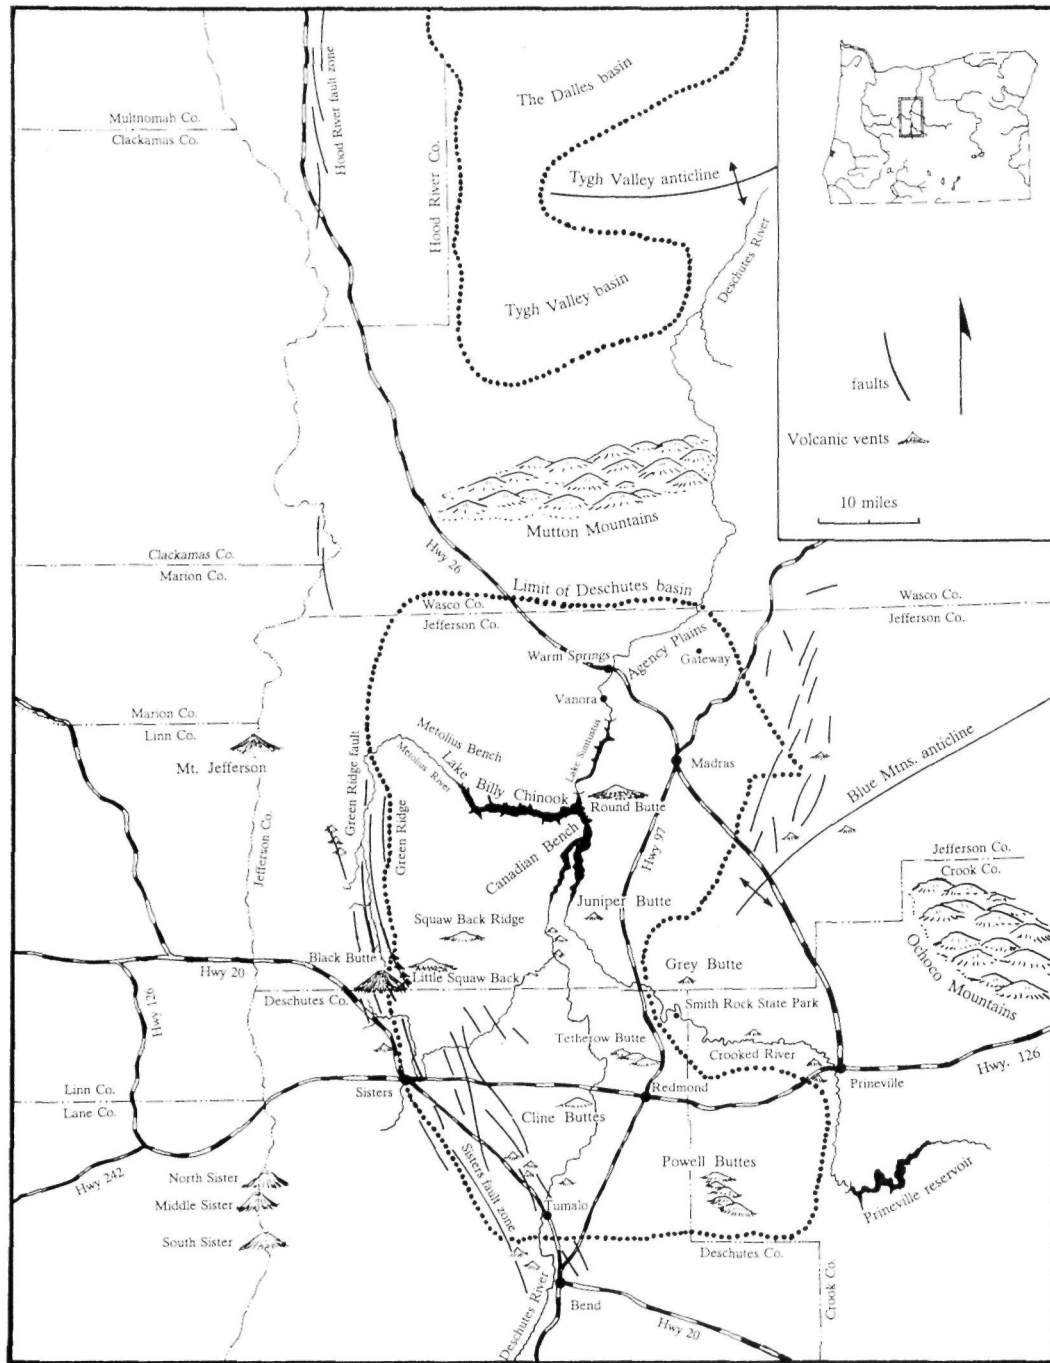 Multnomah Co.
Clackamas Co.
Hood River fault zone
Hood River Co.
The Dalles basin
Tygh Valley anticline
Deschutes River
Tygh Valley basin
faults
Volcanic vents
10 miles
Mutton Mountains
Hwy 26
Clackamas Co.
Marion Co.
Limit of Deschutes basin
Wasco Co.
Jefferson Co.
Wasco Co.
Jefferson Co.
Agency Plains
Warm Springs
Gateway
Vanora
Marion Co.
Linn Co.
Mt. Jefferson
Metolius Bench
Metolius River
Lake Simtustus
Lake Billy Chinook
Madras
Round Butte
Blue Mtns. anticline
Green Ridge fault
Green Ridge
Jefferson Co.
Canadian Bench
Hwy 97
Jefferson Co.
Crook Co.
Juniper Butte
Squaw Back Ridge
Ochoco Mountains
Black Butte
Little Squaw Back
Grey Butte
Hwy 20
Deschutes Co.
Smith Rock State Park
Hwy 126
Tetherow Butte
Crooked River
Hwy. 126
Prineville
Linn Co.
Lane Co.
Sisters
Redmond
Cline Buttes
Hwy 242
Sisters fault zone
Powell Buttes
North Sister
Middle Sister
South Sister
Tumalo
Prineville reservoir
Deschutes Co.
Crook Co.
Deschutes River
Bend
Hwy 20